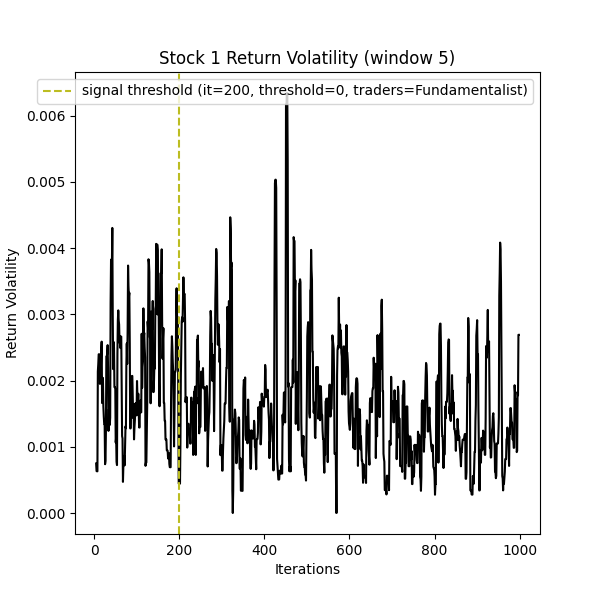 Stock 1 Return Volatility (window 5)
signal threshold (it=200, threshold=0, traders=Fundamentalist)
0.006
0.005
0.004
0.003
0.002
0.001
0.000
Return Volatility
0 200 400 600 800 1000
Iterations